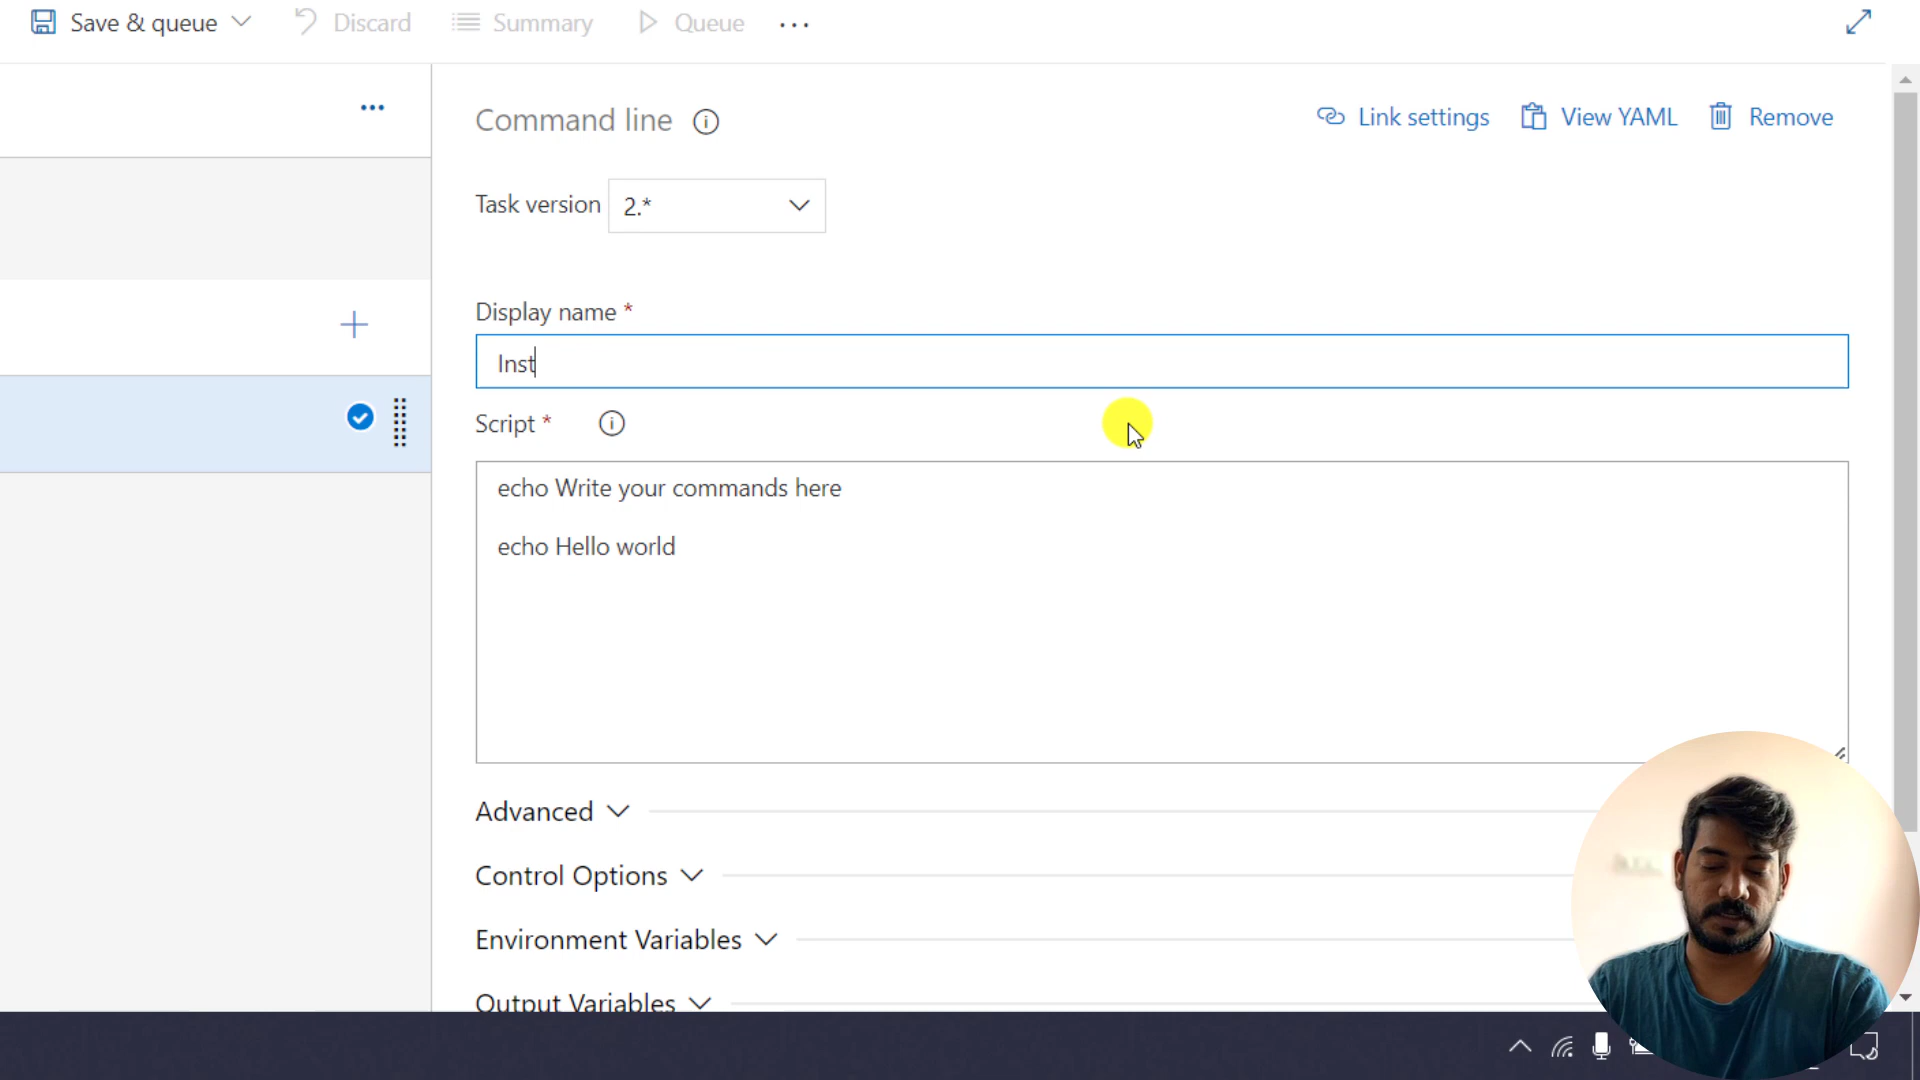 Save & queue Discard Summary Queue ...
Command line Link settings View YAML Remove
Task version 2.*
Display name *
Inst
Script *
echo Write your commands here
echo Hello world
Advanced
Control Options
Environment Variables
Output Variables